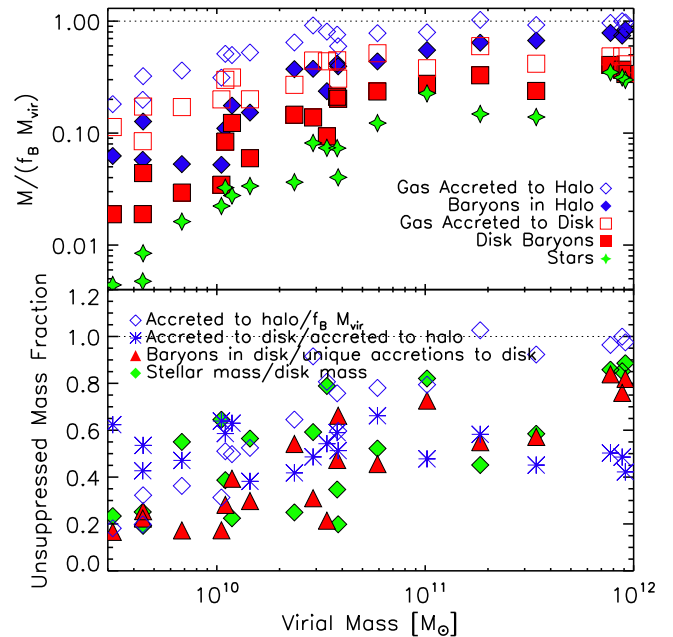 1.00
0.10
0.01
M/(f_B M_vir)
Gas Accreted to Halo
Baryons in Halo
Gas Accreted to Disk
Disk Baryons
Stars
1.2
1.0
0.8
0.6
0.4
0.2
0.0
Unsuppressed Mass Fraction
Accreted to halo/f_B M_vir
Accreted to disk/accreted to halo
Baryons in disk/unique accretions to disk
Stellar mass/disk mass
10^10
10^11
10^12
Virial Mass [M_⊙]